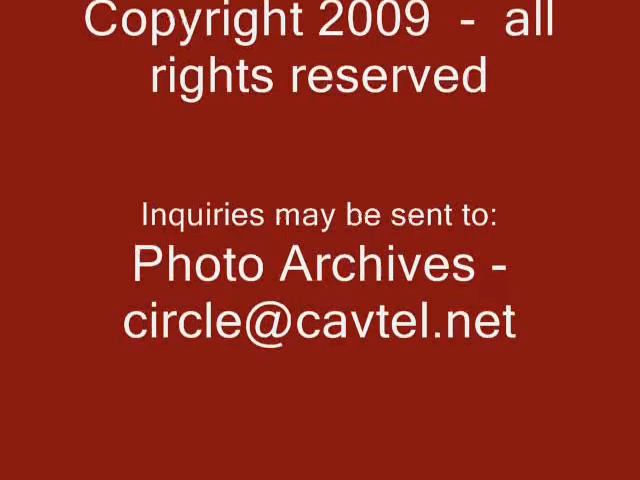 Copyright 2009 - all
rights reserved
Inquiries may be sent to:
Photo Archives -
circle@cavtel.net